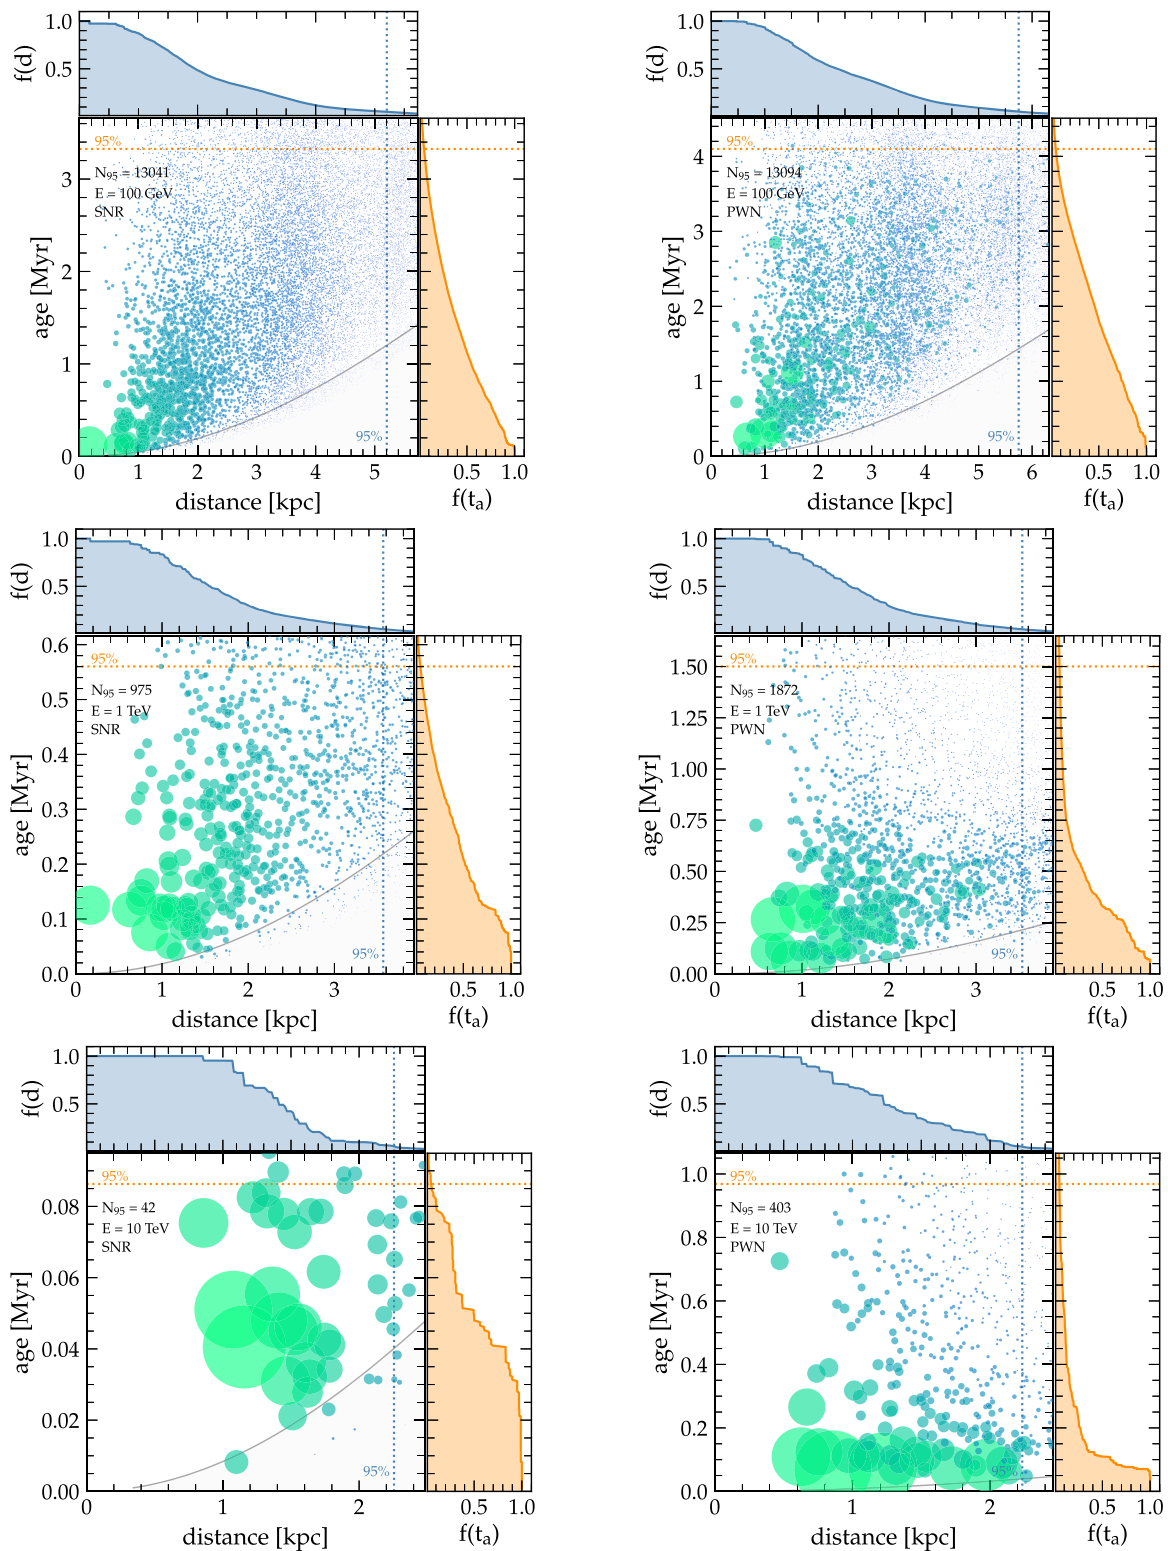 1.0
0.5
f(d)
95%
N₉₅ = 13041
E = 100 GeV
SNR
3
2
1
0
age [Myr]
95%
0 1 2 3 4 5
0.5 1.0
distance [kpc]
f(tₐ)
1.0
0.5
f(d)
95%
N₉₅ = 13094
E = 100 GeV
PWN
4
3
2
1
0
age [Myr]
95%
0 1 2 3 4 5 6
0.5 1.0
distance [kpc]
f(tₐ)
1.0
0.5
f(d)
0.6
95%
N₉₅ = 975
E = 1 TeV
SNR
0.5
0.4
0.3
0.2
0.1
0.0
age [Myr]
95%
0 1 2 3
0.5 1.0
distance [kpc]
f(tₐ)
1.0
0.5
f(d)
95%
1.50
N₉₅ = 1872
E = 1 TeV
PWN
1.25
1.00
0.75
0.50
0.25
0.00
age [Myr]
95%
0 1 2 3
0.5 1.0
distance [kpc]
f(tₐ)
1.0
0.5
f(d)
95%
N₉₅ = 42
E = 10 TeV
SNR
0.08
0.06
0.04
0.02
0.00
age [Myr]
95%
0 1 2
0.5 1.0
distance [kpc]
f(tₐ)
1.0
0.5
f(d)
95%
1.0
N₉₅ = 403
E = 10 TeV
PWN
0.8
0.6
0.4
0.2
0.0
age [Myr]
95%
0 1 2
0.5 1.0
distance [kpc]
f(tₐ)